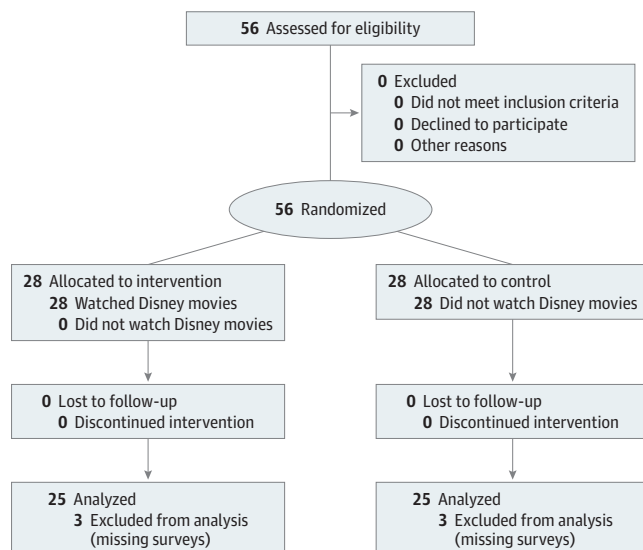 56 Assessed for eligibility
0 Excluded
0 Did not meet inclusion criteria
0 Declined to participate
0 Other reasons
56 Randomized
28 Allocated to intervention
28 Watched Disney movies
0 Did not watch Disney movies
28 Allocated to control
28 Did not watch Disney movies
0 Lost to follow-up
0 Discontinued intervention
0 Lost to follow-up
0 Discontinued intervention
25 Analyzed
3 Excluded from analysis
(missing surveys)
25 Analyzed
3 Excluded from analysis
(missing surveys)